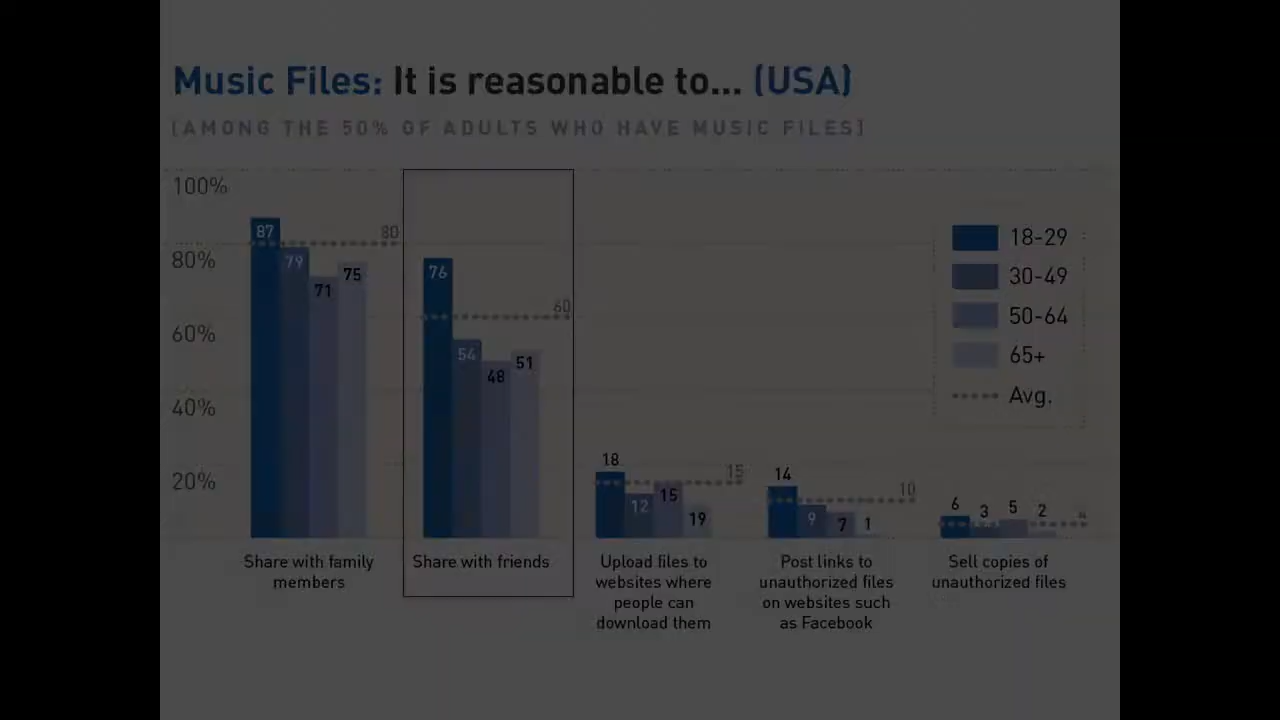 Music Files: It is reasonable to... (USA)
[AMONG THE 50% OF ADULTS WHO HAVE MUSIC FILES]
100%
80%
60%
40%
20%
87
79
71
75
80
76
54
48
51
60
18
12
15
19
15
14
9
7
1
10
6
3
5
2
4
18-29
30-49
50-64
65+
Avg.
Share with family
members
Share with friends
Upload files to
websites where
people can
download them
Post links to
unauthorized files
on websites such
as Facebook
Sell copies of
unauthorized files